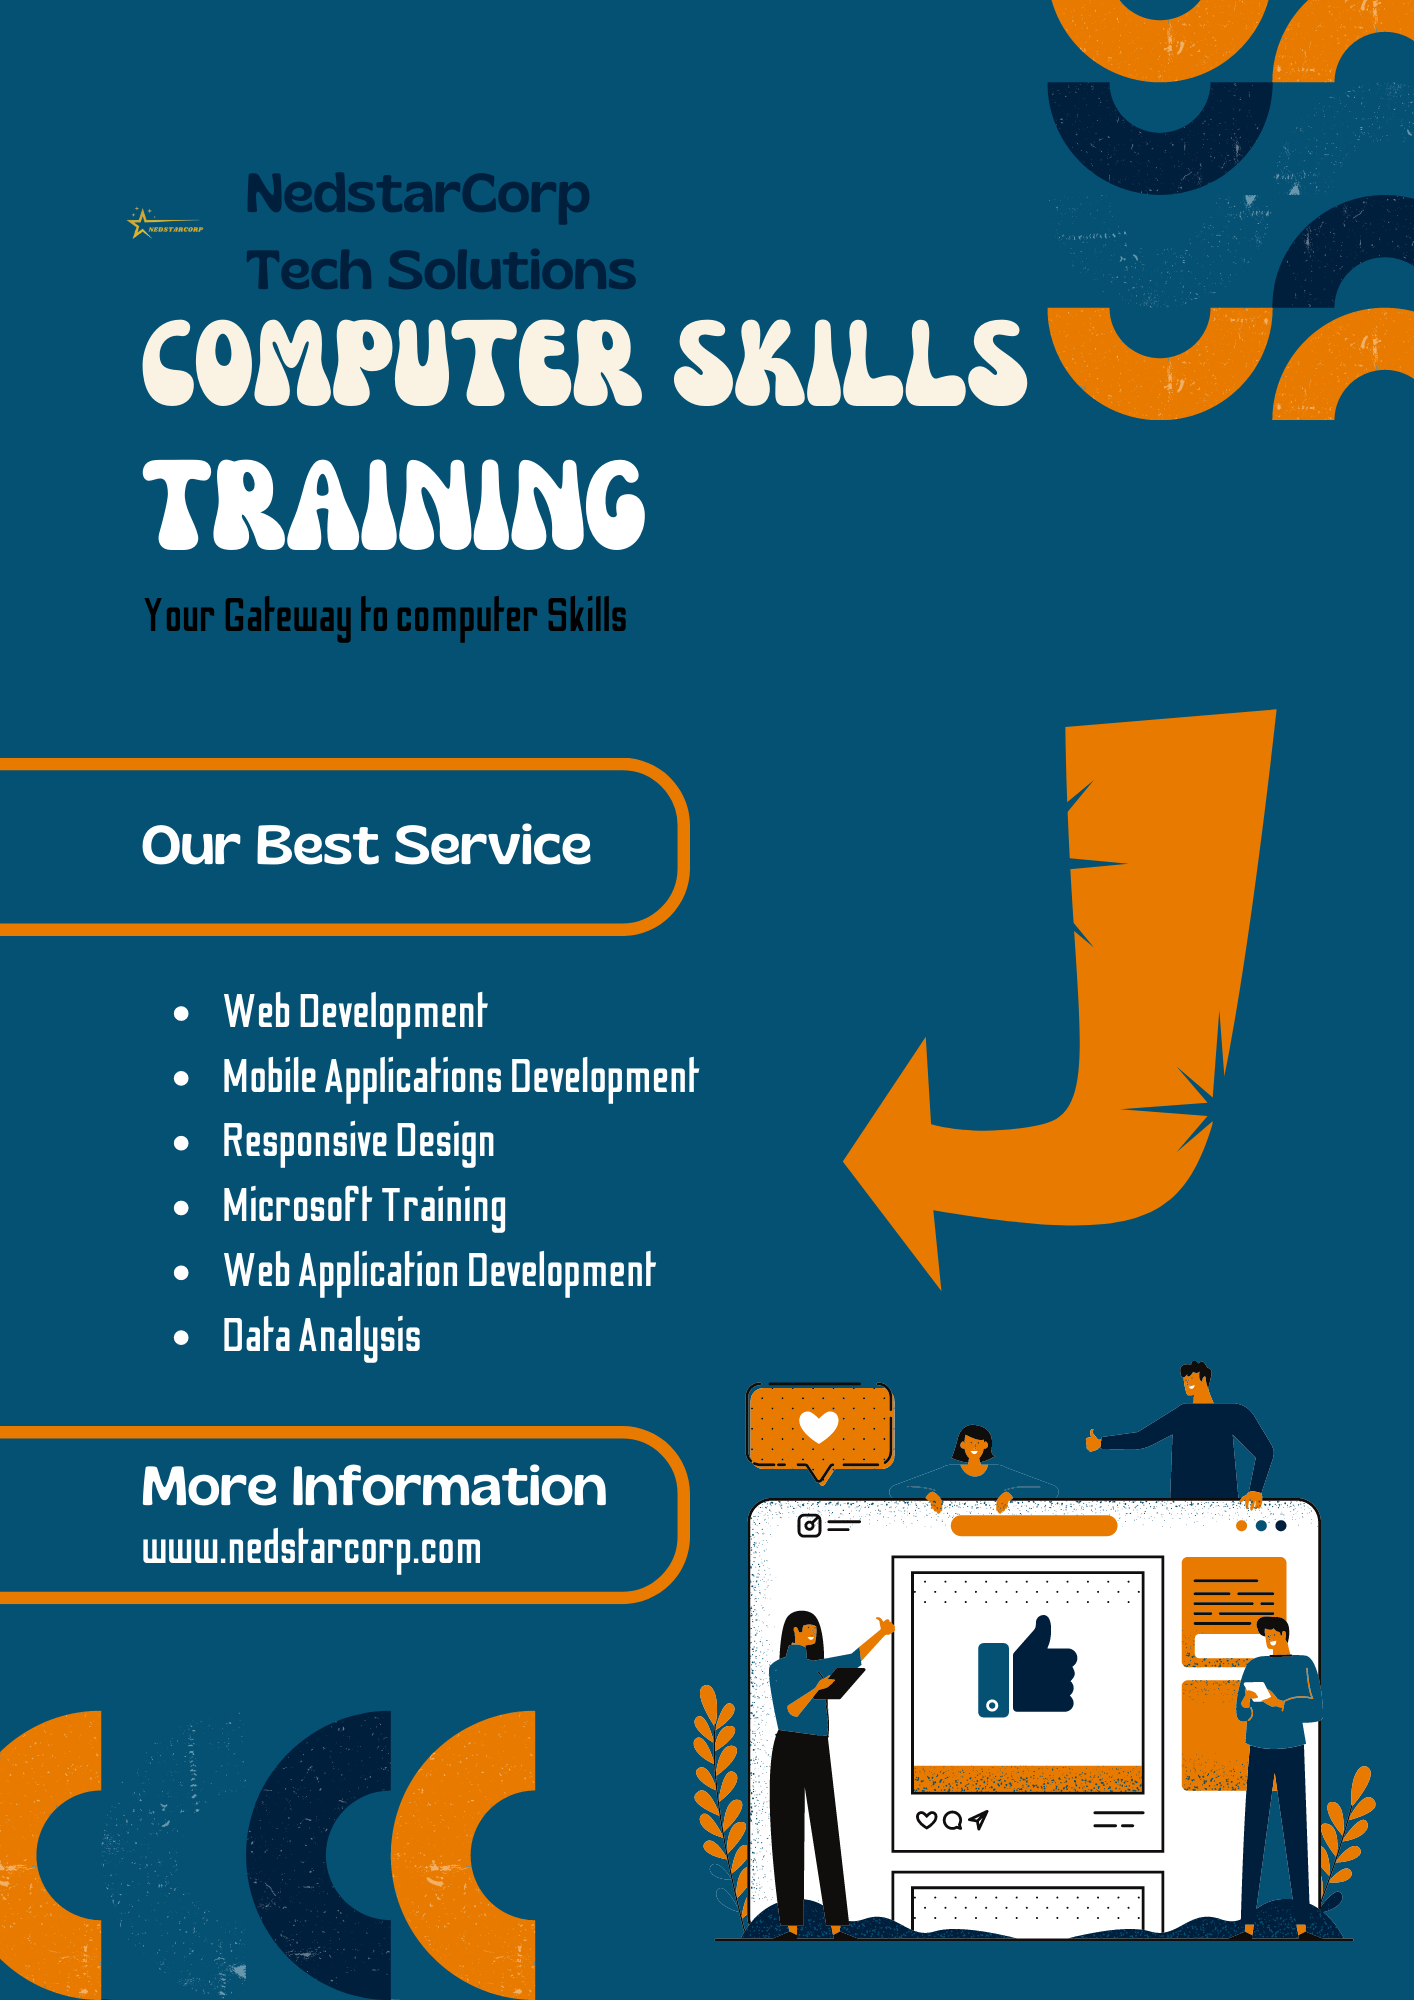 NEDSTARCORP
NedstarCorp
Tech Solutions
COMPUTER SKILLS
TRAINING
Your Gateway to computer Skills
Our Best Service
• Web Development
• Mobile Applications Development
• Responsive Design
• Microsoft Training
• Web Application Development
• Data Analysis
More Information
www.nedstarcorp.com